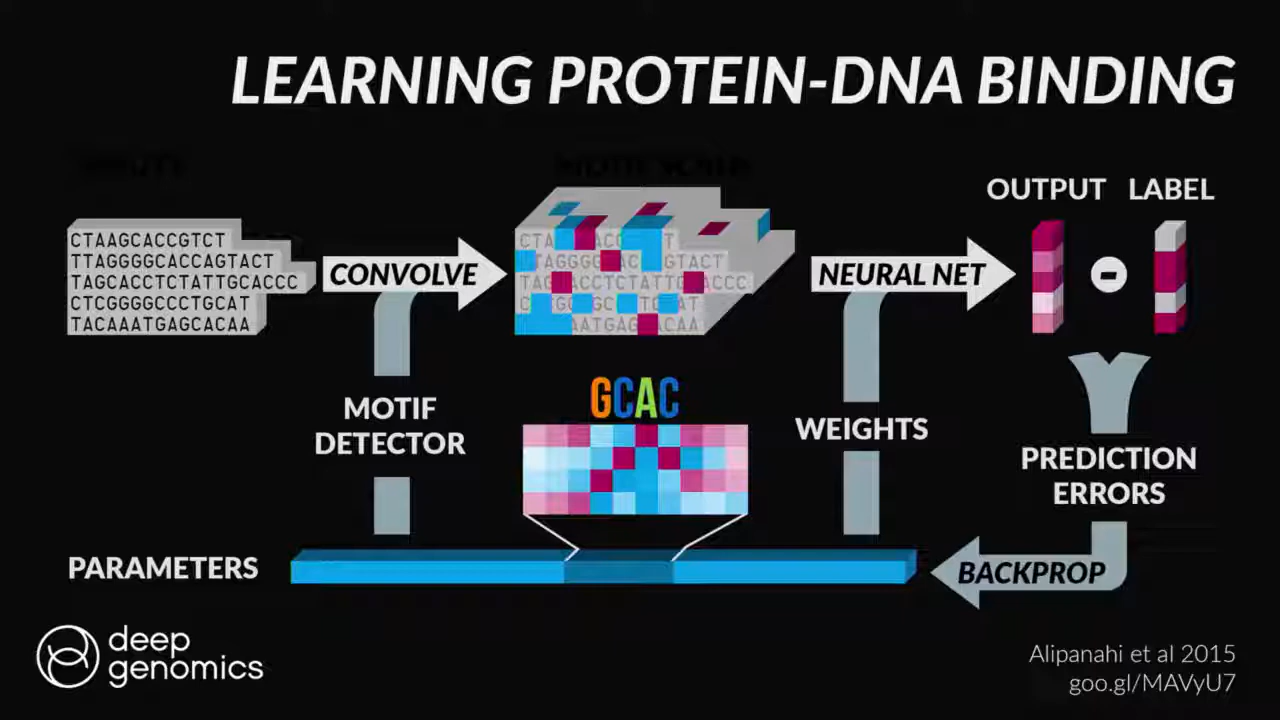 LEARNING PROTEIN-DNA BINDING
OUTPUT LABEL
CTAAGCACCGTCT
TTAGGGGCACCAGTACT
TAGCACCTCTATTGCACCC
CTCGGGGCCCTGCAT
TACAAATGAGCACAA
CONVOLVE
NEURAL NET
-
MOTIF
DETECTOR
GCAC
WEIGHTS
PREDICTION
ERRORS
PARAMETERS
BACKPROP
deep
genomics
Alipanahi et al 2015
goo.gl/MAVyU7